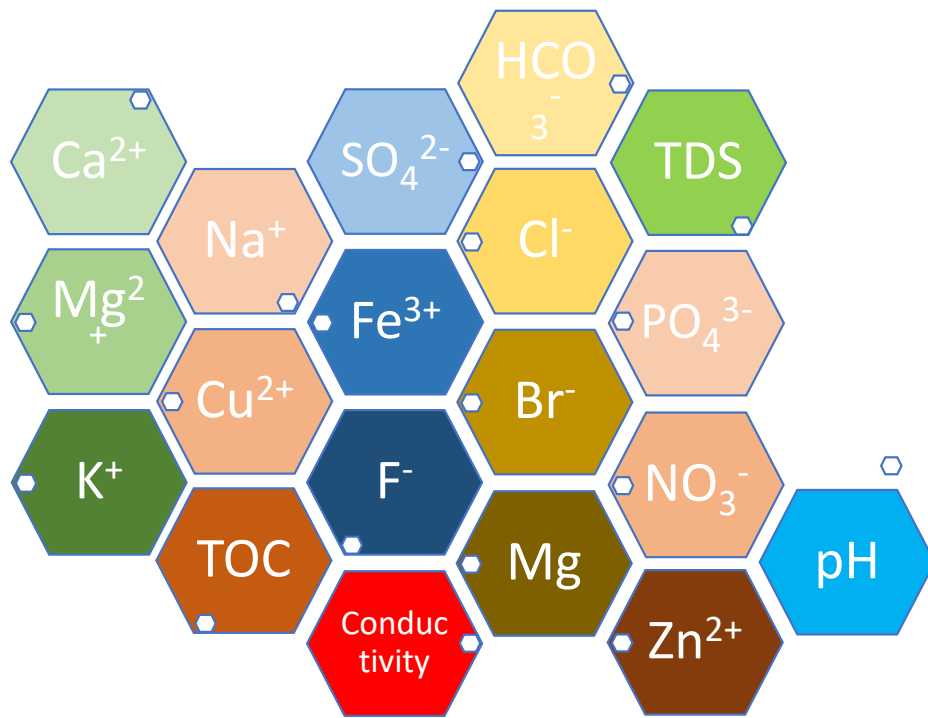 HCO
-
3
Ca²⁺
SO₄²⁻
TDS
Na⁺
Cl⁻
Mg²
+
Fe³⁺
PO₄³⁻
Cu²⁺
Br⁻
K⁺
F⁻
NO₃⁻
TOC
Mg
pH
Conduc
tivity
Zn²⁺